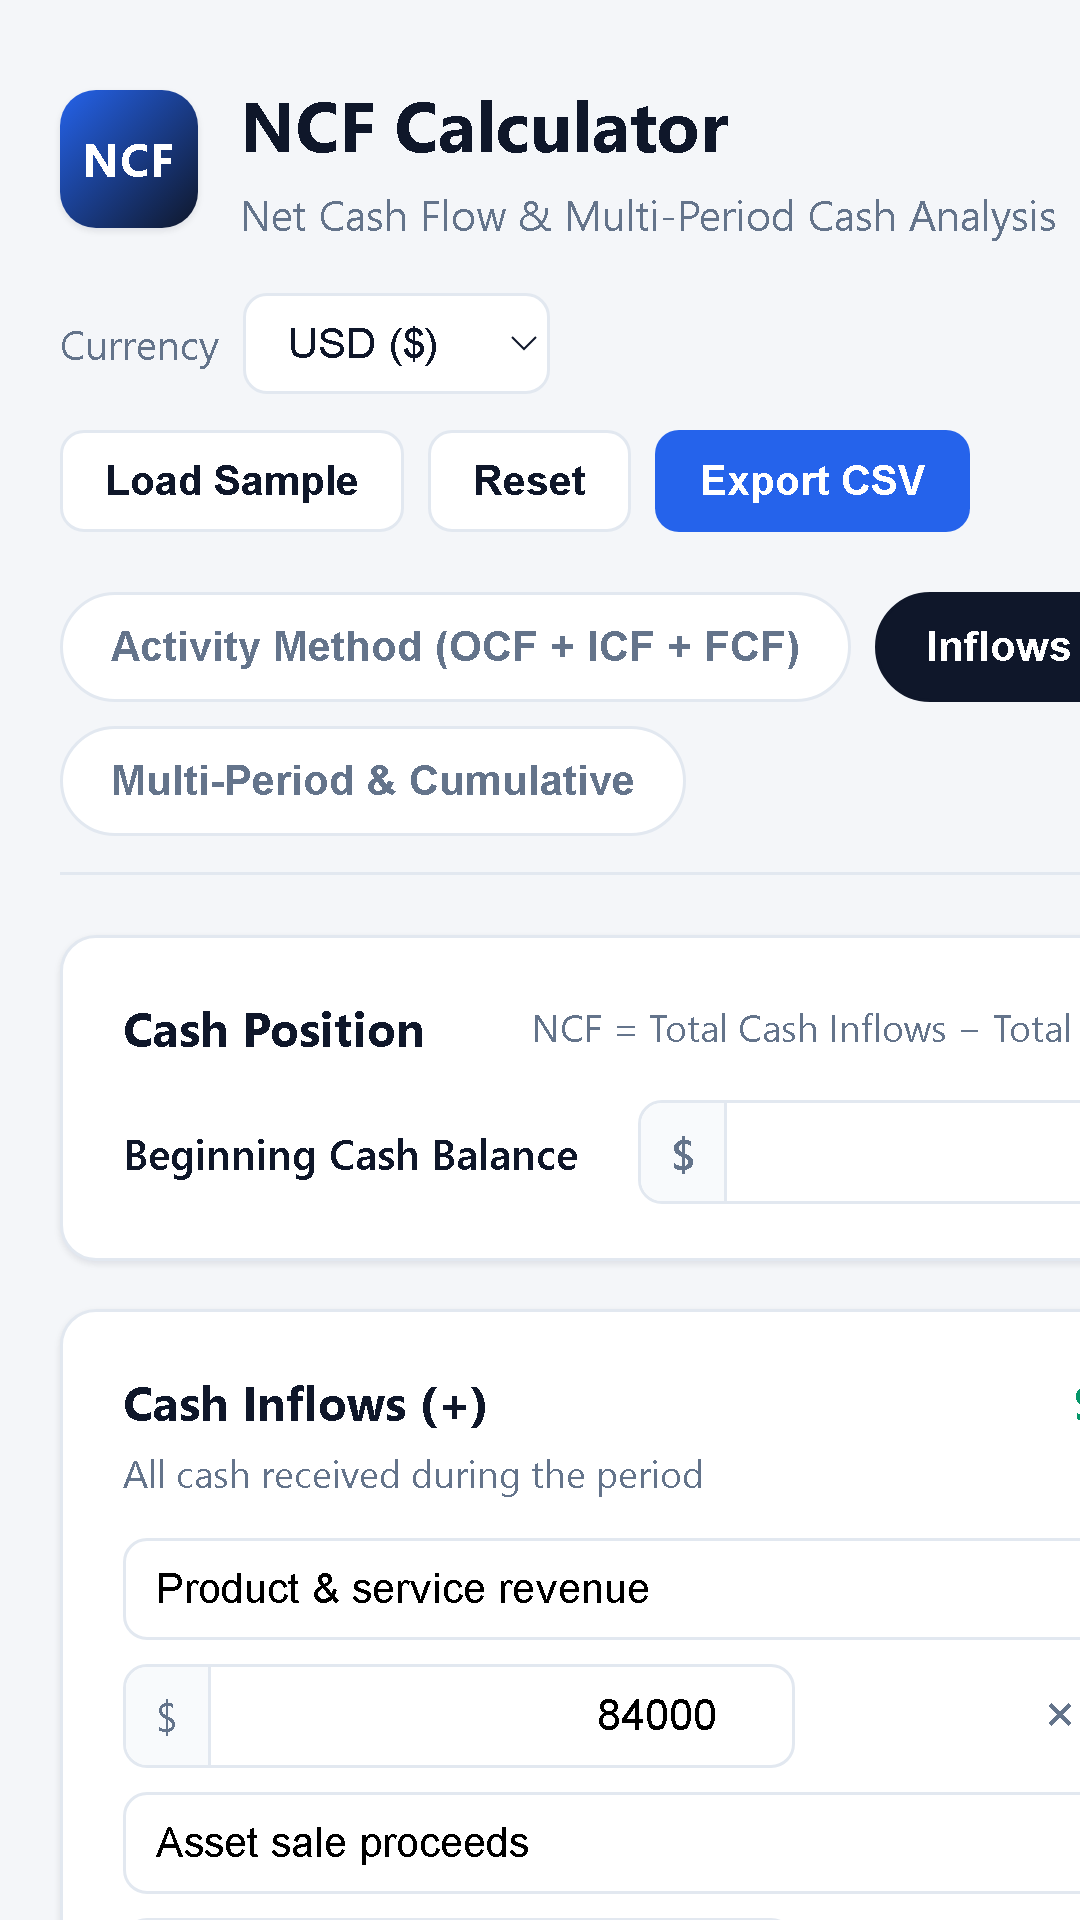 NCF
NCF Calculator
Net Cash Flow & Multi-Period Cash Analysis
Currency
USD ($)
Load Sample
Reset
Export CSV
Activity Method (OCF + ICF + FCF)
Inflows
Multi-Period & Cumulative
Cash Position
NCF = Total Cash Inflows − Total
Beginning Cash Balance
$
Cash Inflows (+)
All cash received during the period
Product & service revenue
$
84000
×
Asset sale proceeds